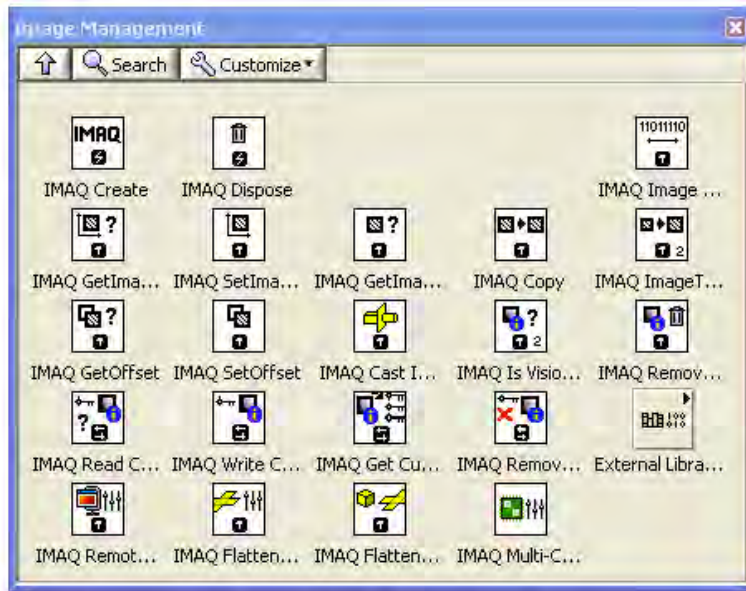 Image Management
Search Customize
IMAQ 11011110
IMAQ Create IMAQ Dispose IMAQ Image ...
? ?
2
IMAQ GetIma... IMAQ SetIma... IMAQ GetIma... IMAQ Copy IMAQ ImageT...
? ?
2
IMAQ GetOffset IMAQ SetOffset IMAQ Cast I... IMAQ Is Visio... IMAQ Remov...
?
IMAQ Read C... IMAQ Write C... IMAQ Get Cu... IMAQ Remov... External Libra...
IMAQ Remot... IMAQ Flatten... IMAQ Flatten... IMAQ Multi-C...